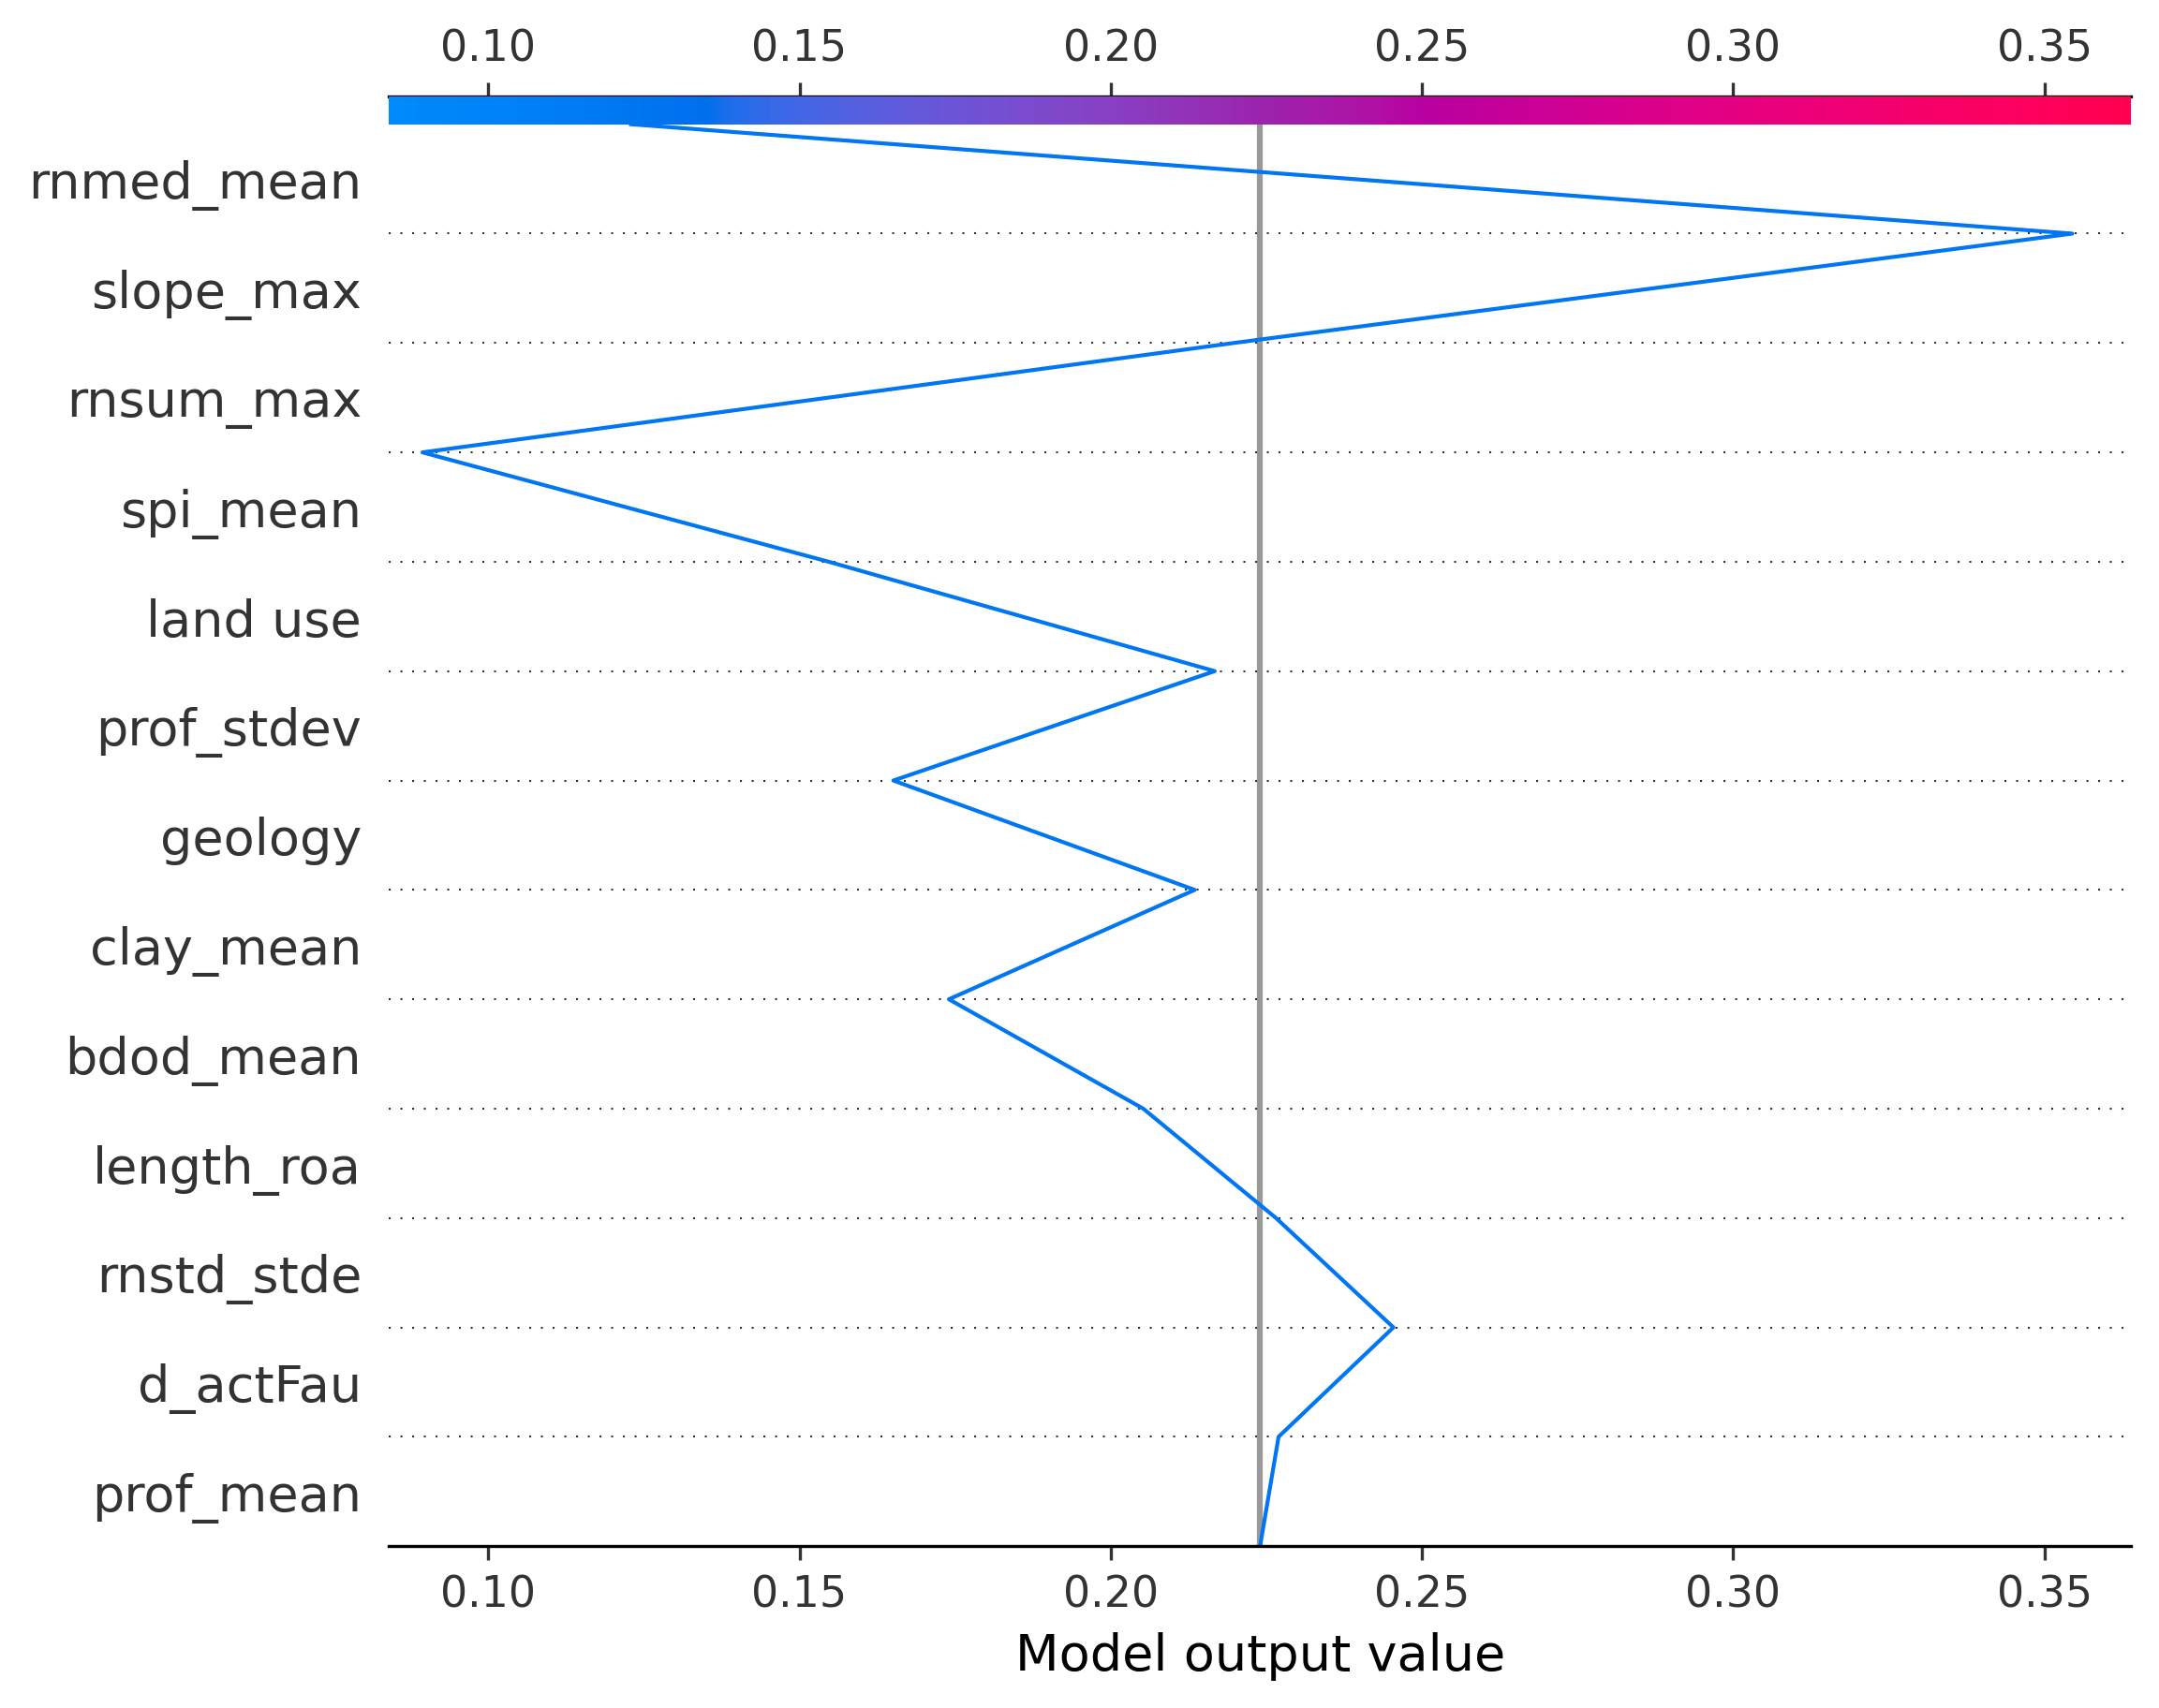 0.10 0.15 0.20 0.25 0.30 0.35
rnmed_mean
slope_max
rnsum_max
spi_mean
land use
prof_stdev
geology
clay_mean
bdod_mean
length_roa
rnstd_stde
d_actFau
prof_mean
0.10 0.15 0.20 0.25 0.30 0.35
Model output value